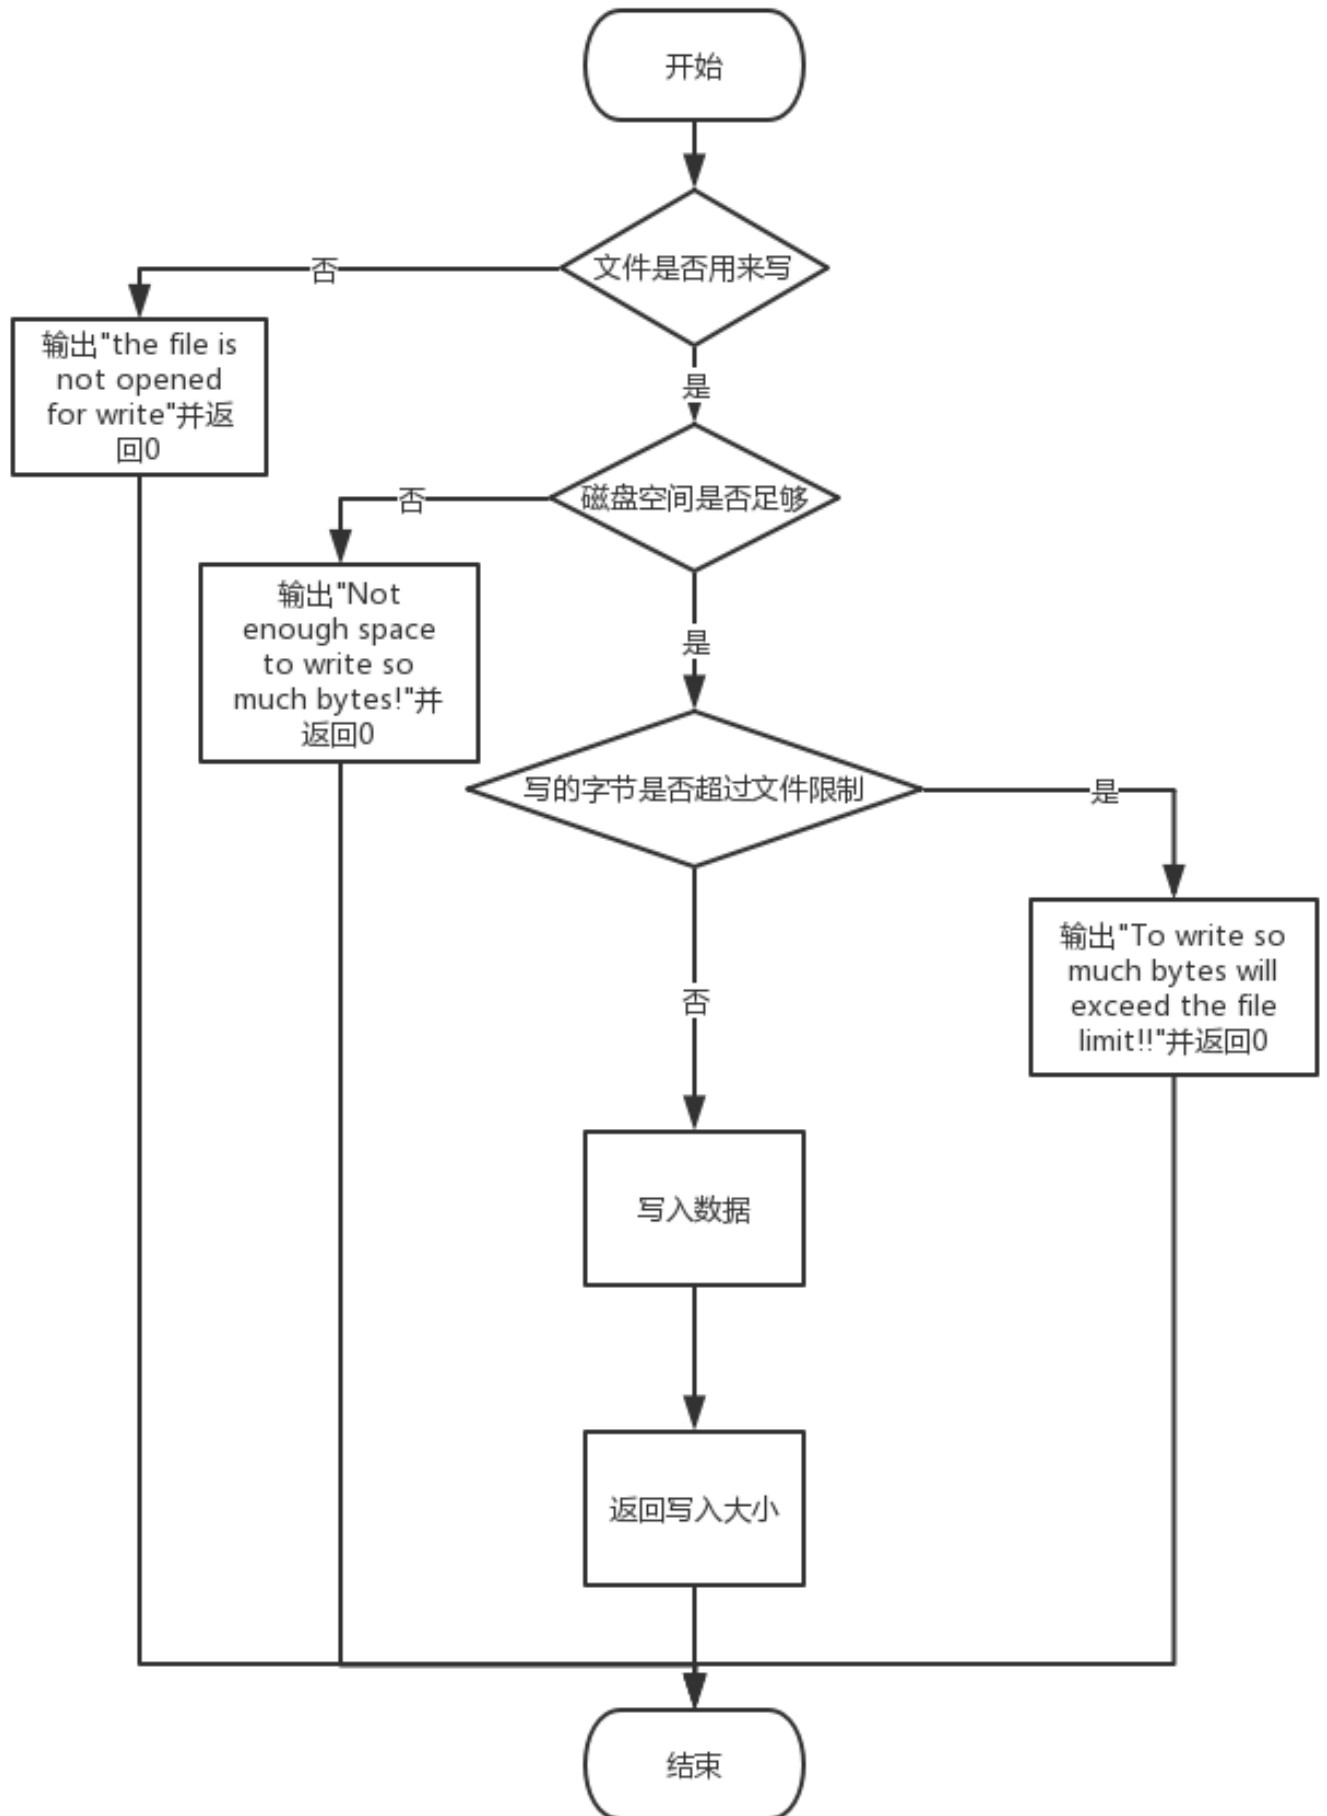 开始
文件是否用来写
否
输出"the file is
not opened
for write"并返
回0
是
磁盘空间是否足够
否
输出"Not
enough space
to write so
much bytes!"并
返回0
是
写的字节是否超过文件限制
是
输出"To write so
much bytes will
exceed the file
limit!!"并返回0
否
写入数据
返回写入大小
结束